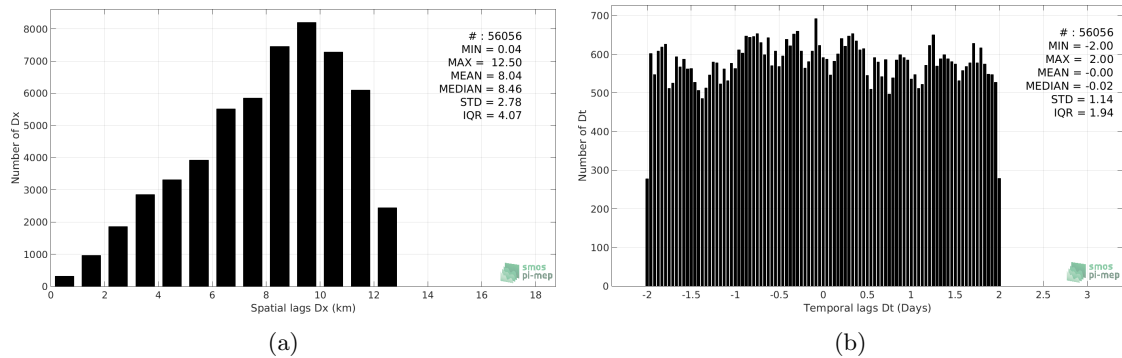 8000
7000
6000
5000
4000
3000
2000
1000
0
Number of Dx
0 2 4 6 8 10 12 14 16 18
Spatial lags Dx (km)
# : 56056
MIN = 0.04
MAX = 12.50
MEAN = 8.04
MEDIAN = 8.46
STD = 2.78
IQR = 4.07
smos
pi-mep
(a)
700
600
500
400
300
200
100
0
Number of Dt
-2 -1.5 -1 -0.5 0 0.5 1 1.5 2 2.5 3
Temporal lags Dt (Days)
# : 56056
MIN = -2.00
MAX = 2.00
MEAN = -0.00
MEDIAN = -0.02
STD = 1.14
IQR = 1.94
smos
pi-mep
(b)